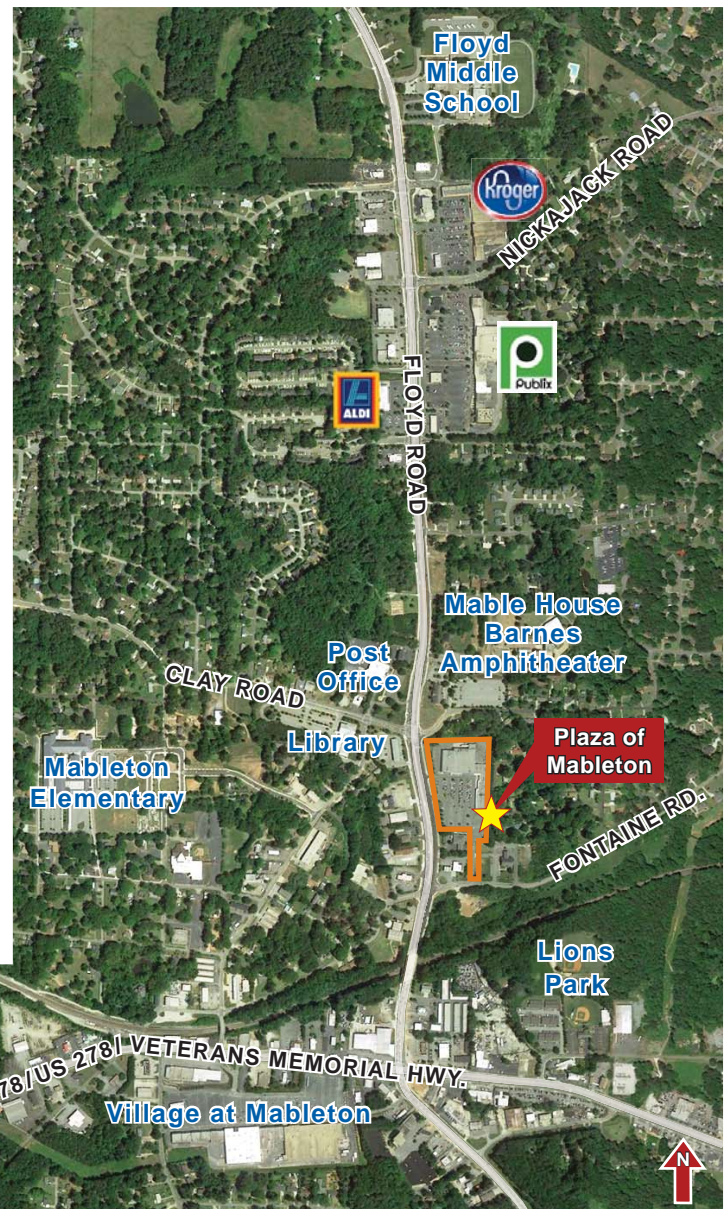 Floyd
Middle
School
Kroger
NICKAJACK ROAD
Publix
ALDI
FLOYD ROAD
Mable House
Barnes
Amphitheater
Post
Office
CLAY ROAD
Library
Plaza of
Mableton
Mableton
Elementary
FONTAINE RD.
Lions
Park
78/US 278/ VETERANS MEMORIAL HWY.
Village at Mableton
N